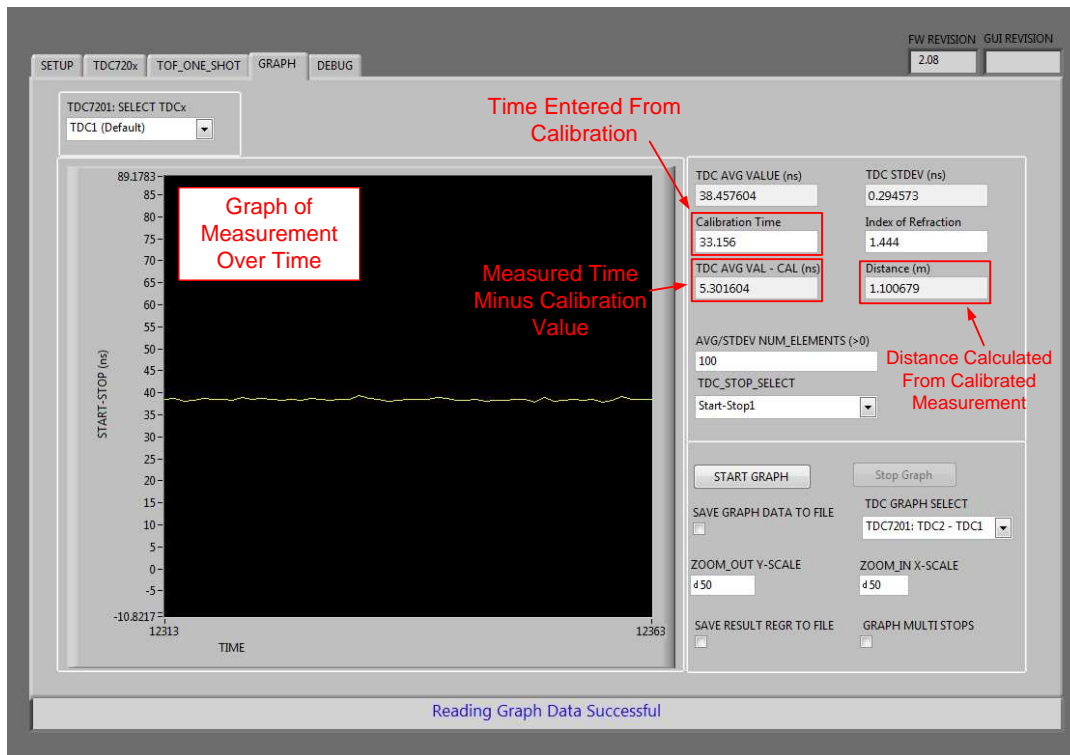 FW REVISION GUI REVISION
2.08
SETUP TDC720x TOF_ONE_SHOT GRAPH DEBUG
TDC7201: SELECT TDCx
TDC1 (Default)
Time Entered From
Calibration
Graph of
Measurement
Over Time
Measured Time
Minus Calibration
Value
89.1783
85
80
75
70
65
60
55
50
45
40
35
30
25
20
15
10
5
0
-5
-10.8217
START-STOP (ns)
12313 12363
TIME
TDC AVG VALUE (ns) TDC STDEV (ns)
38.457604 0.294573
Calibration Time Index of Refraction
33.156 1.444
TDC AVG VAL - CAL (ns) Distance (m)
5.301604 1.100679
AVG/STDEV NUM_ELEMENTS (>0)
100
TDC_STOP_SELECT
Start-Stop1
Distance Calculated
From Calibrated
Measurement
START GRAPH Stop Graph
SAVE GRAPH DATA TO FILE TDC GRAPH SELECT
TDC7201: TDC2 - TDC1
ZOOM_OUT Y-SCALE ZOOM_IN X-SCALE
d 50 d 50
SAVE RESULT REGR TO FILE GRAPH MULTI STOPS
Reading Graph Data Successful